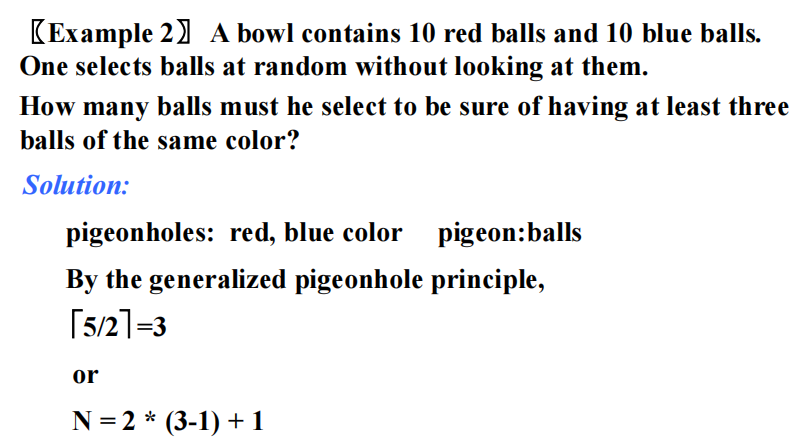 〖Example 2〗 A bowl contains 10 red balls and 10 blue balls.
One selects balls at random without looking at them.
How many balls must he select to be sure of having at least three
balls of the same color?
Solution:
pigeonholes: red, blue color pigeon:balls
By the generalized pigeonhole principle,
⌈5/2⌉=3
or
N = 2 * (3-1) + 1